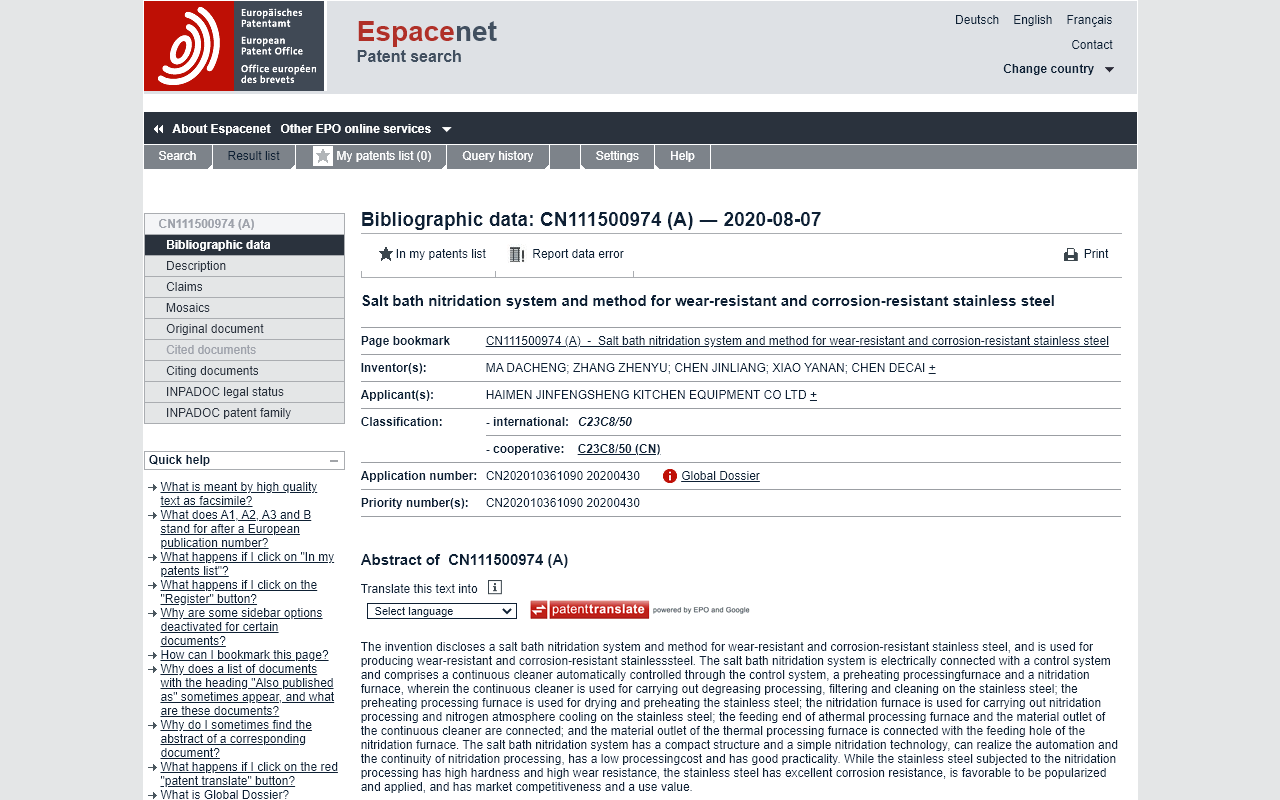 Europäisches
Patentamt
European
Patent Office
Office européen
des brevets
Espacenet
Patent search
Deutsch English Français
Contact
Change country
About Espacenet Other EPO online services
Search Result list My patents list (0) Query history Settings Help
CN111500974 (A)
Bibliographic data
Description
Claims
Mosaics
Original document
Cited documents
Citing documents
INPADOC legal status
INPADOC patent family
Quick help
What is meant by high quality
text as facsimile?
What does A1, A2, A3 and B
stand for after a European
publication number?
What happens if I click on "In my
patents list"?
What happens if I click on the
"Register" button?
Why are some sidebar options
deactivated for certain
documents?
How can I bookmark this page?
Why does a list of documents
with the heading "Also published
as" sometimes appear, and what
are these documents?
Why do I sometimes find the
abstract of a corresponding
document?
What happens if I click on the red
"patent translate" button?
What is Global Dossier?
Bibliographic data: CN111500974 (A) — 2020-08-07
In my patents list Report data error Print
Salt bath nitridation system and method for wear-resistant and corrosion-resistant stainless steel
Page bookmark CN111500974 (A) - Salt bath nitridation system and method for wear-resistant and corrosion-resistant stainless steel
Inventor(s): MA DACHENG; ZHANG ZHENYU; CHEN JINLIANG; XIAO YANAN; CHEN DECAI +
Applicant(s): HAIMEN JINFENGSHENG KITCHEN EQUIPMENT CO LTD +
Classification: - international: C23C8/50
- cooperative: C23C8/50 (CN)
Application number: CN202010361090 20200430 Global Dossier
Priority number(s): CN202010361090 20200430
Abstract of CN111500974 (A)
Translate this text into i
Select language patenttranslate powered by EPO and Google
The invention discloses a salt bath nitridation system and method for wear-resistant and corrosion-resistant stainless steel, and is used for
producing wear-resistant and corrosion-resistant stainlesssteel. The salt bath nitridation system is electrically connected with a control system
and comprises a continuous cleaner automatically controlled through the control system, a preheating processingfurnace and a nitridation
furnace, wherein the continuous cleaner is used for carrying out degreasing processing, filtering and cleaning on the stainless steel; the
preheating processing furnace is used for drying and preheating the stainless steel; the nitridation furnace is used for carrying out nitridation
processing and nitrogen atmosphere cooling on the stainless steel; the feeding end of athermal processing furnace and the material outlet of
the continuous cleaner are connected; and the material outlet of the thermal processing furnace is connected with the feeding hole of the
nitridation furnace. The salt bath nitridation system has a compact structure and a simple nitridation technology, can realize the automation and
the continuity of nitridation processing, has a low processingcost and has good practicality. While the stainless steel subjected to the nitridation
processing has high hardness and high wear resistance, the stainless steel has excellent corrosion resistance, is favorable to be popularized
and applied, and has market competitiveness and a use value.